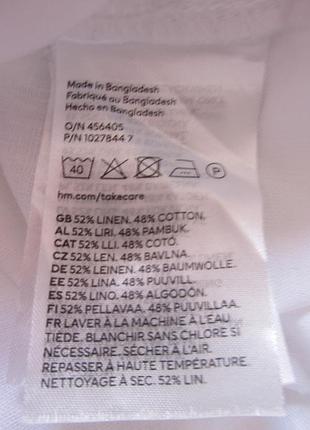 Made in Bangladesh
Fabriqué au Bangladesh
Hecho en Bangladesh
O/N 456405
P/N 1027844 7
40 P
hm.com/takecare
GB 52% LINEN. 48% COTTON.
AL 52% LIRI. 48% PAMBUK.
CAT 52% LLI. 48% COTÓ.
CZ 52% LEN. 48% BAVLNA.
DE 52% LEINEN. 48% BAUMWOLLE.
EE 52% LINA. 48% PUUVILL.
ES 52% LINO. 48% ALGODÓN.
FI 52% PELLAVAA. 48% PUUVILLAA.
FR LAVER À LA MACHINE À L'EAU
TIÈDE. BLANCHIR SANS CHLORE SI
NÉCESSAIRE. SÉCHER À L'AIR.
REPASSER À HAUTE TEMPÉRATURE.
NETTOYAGE À SEC. 52% LIN.